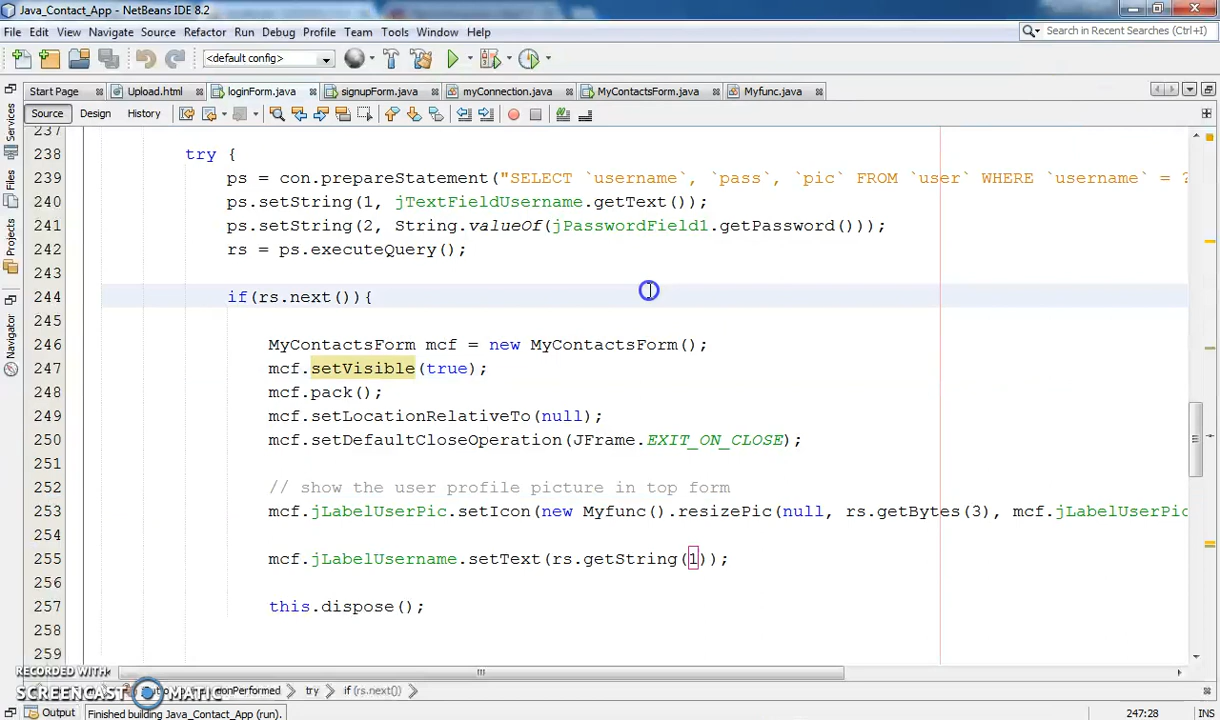 Java_Contact_App - NetBeans IDE 8.2
File Edit View Navigate Source Refactor Run Debug Profile Team Tools Window Help
Search in Recent Searches (Ctrl+I)
<default config>
Start Page Upload.html loginForm.java signupForm.java myConnection.java MyContactsForm.java Myfunc.java
Source Design History
Services
Files
Projects
Navigator
237
238 try {
239 ps = con.prepareStatement("SELECT `username`, `pass`, `pic` FROM `user` WHERE `username` = ?
240 ps.setString(1, jTextFieldUsername.getText());
241 ps.setString(2, String.valueOf(jPasswordField1.getPassword()));
242 rs = ps.executeQuery();
243
244 if(rs.next()){
245
246 MyContactsForm mcf = new MyContactsForm();
247 mcf.setVisible(true);
248 mcf.pack();
249 mcf.setLocationRelativeTo(null);
250 mcf.setDefaultCloseOperation(JFrame.EXIT_ON_CLOSE);
251
252 // show the user profile picture in top form
253 mcf.jLabelUserPic.setIcon(new Myfunc().resizePic(null, rs.getBytes(3), mcf.jLabelUserPic
254
255 mcf.jLabelUsername.setText(rs.getString(1));
256
257 this.dispose();
258
259
RECORDED WITH
SCREENCAST MATIC
onPerformed try if (rs.next())
Output Finished building Java_Contact_App (run). 247:28 INS